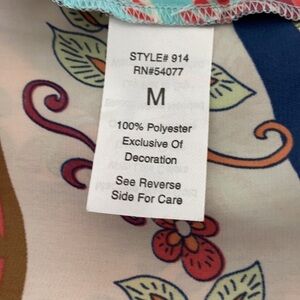 STYLE# 914
RN#54077
M
100% Polyester
Exclusive Of
Decoration
See Reverse
Side For Care